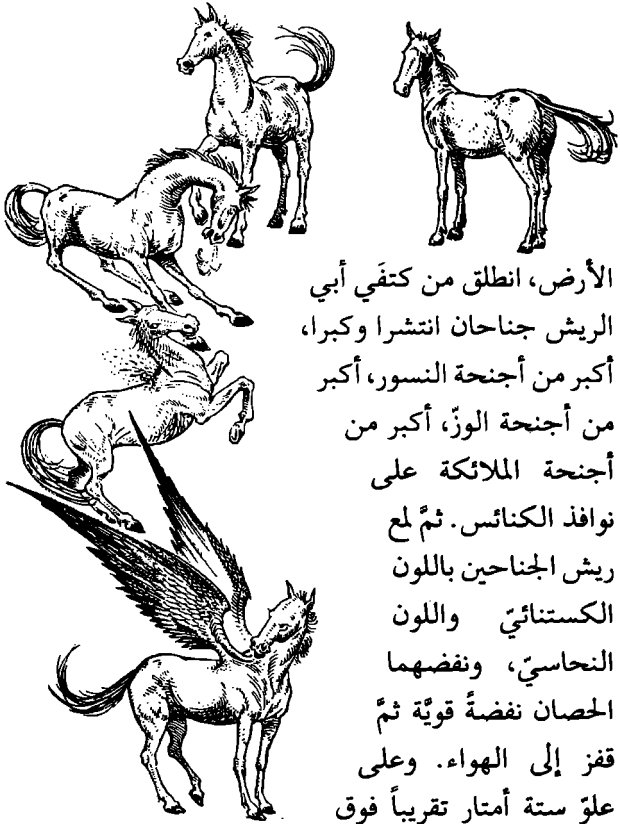 الأرض، انطلق من كتفَي أبي
الريش جناحان انتشرا وكبرا،
أكبر من أجنحة النسور، أكبر
من أجنحة الوزّ، أكبر من
أجنحة الملائكة على
نوافذ الكنائس. ثمَّ لمع
ريش الجناحين باللون
الكستنائيّ واللون
النحاسيّ، ونفضهما
الحصان نفضةً قويَّة ثمَّ
قفز إلى الهواء. وعلى
علوّ ستة أمتار تقريباً فوق